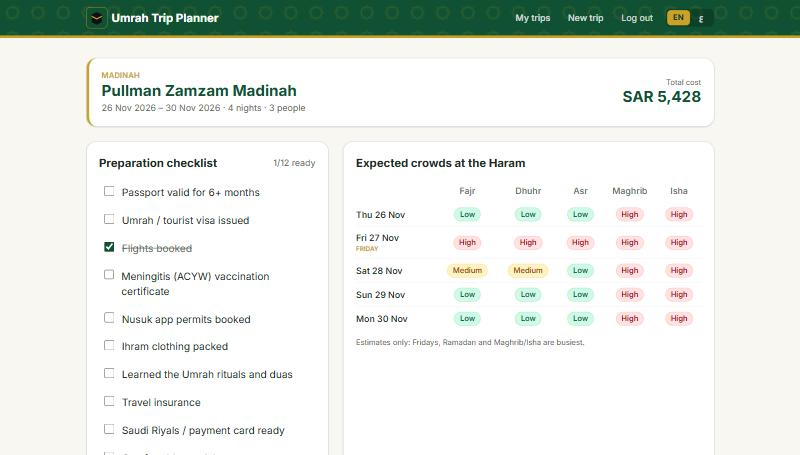 Umrah Trip Planner
My trips
New trip
Log out
EN
ع
MADINAH
Pullman Zamzam Madinah
26 Nov 2026 – 30 Nov 2026 · 4 nights · 3 people
Total cost
SAR 5,428
Preparation checklist
1/12 ready
Passport valid for 6+ months
Umrah / tourist visa issued
Flights booked
Meningitis (ACYW) vaccination
certificate
Nusuk app permits booked
Ihram clothing packed
Learned the Umrah rituals and duas
Travel insurance
Saudi Riyals / payment card ready
Expected crowds at the Haram
Fajr Dhuhr Asr Maghrib Isha
Thu 26 Nov Low Low Low High High
Fri 27 Nov High High High High High
FRIDAY
Sat 28 Nov Medium Medium Low High High
Sun 29 Nov Low Low Low High High
Mon 30 Nov Low Low Low High High
Estimates only: Fridays, Ramadan and Maghrib/Isha are busiest.